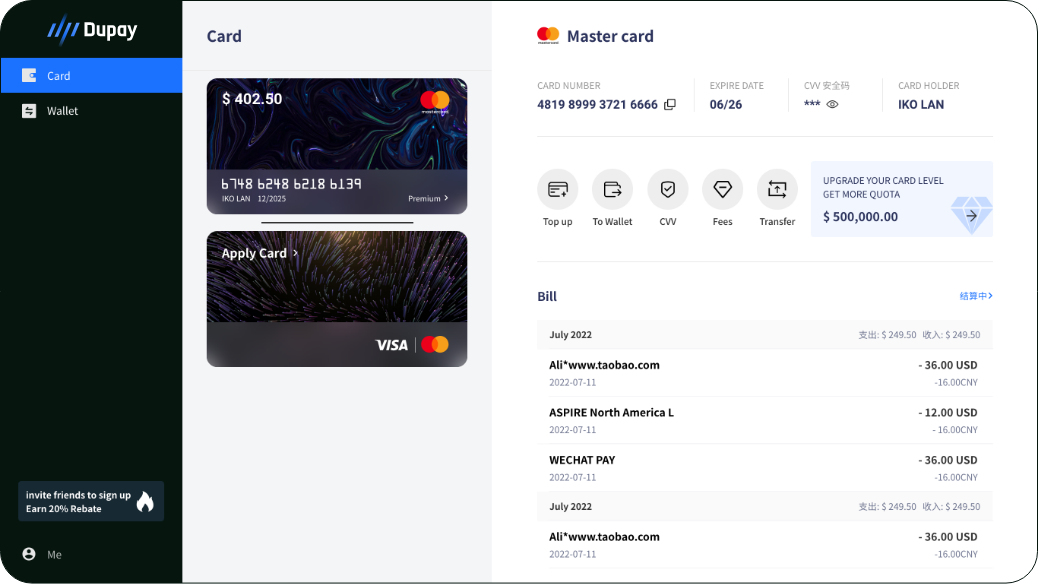 Dupay
Card
Wallet
invite friends to sign up
Earn 20% Rebate
Me
Card
$ 402.50
mastercard
6748 6248 6218 6139
IKO LAN 12/2025
Premium >
Apply Card >
VISA
Master card
CARD NUMBER
4819 8999 3721 6666
EXPIRE DATE
06/26
CVV 安全码
***
CARD HOLDER
IKO LAN
Top up
To Wallet
CVV
Fees
Transfer
UPGRADE YOUR CARD LEVEL
GET MORE QUOTA
$ 500,000.00
Bill
结算中>
July 2022 支出: $ 249.50 收入: $ 249.50
Ali*www.taobao.com - 36.00 USD
2022-07-11 -16.00CNY
ASPIRE North America L - 12.00 USD
2022-07-11 - 16.00CNY
WECHAT PAY - 36.00 USD
2022-07-11 -16.00CNY
July 2022 支出: $ 249.50 收入: $ 249.50
Ali*www.taobao.com - 36.00 USD
2022-07-11 -16.00CNY